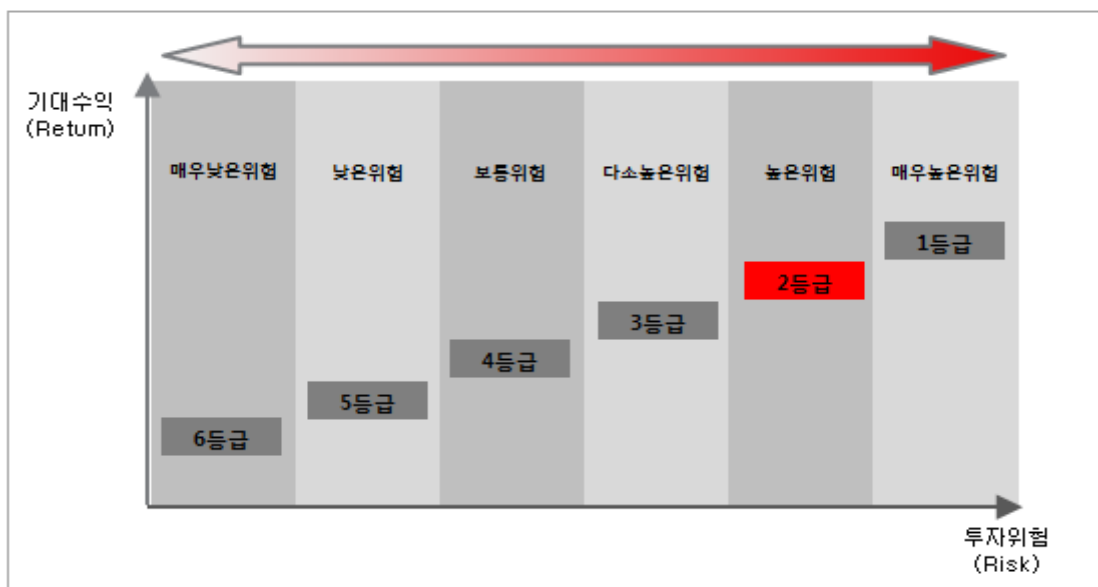 기대수익
(Return)
매우낮은위험
낮은위험
보통위험
다소높은위험
높은위험
매우높은위험
1등급
2등급
3등급
4등급
5등급
6등급
투자위험
(Risk)